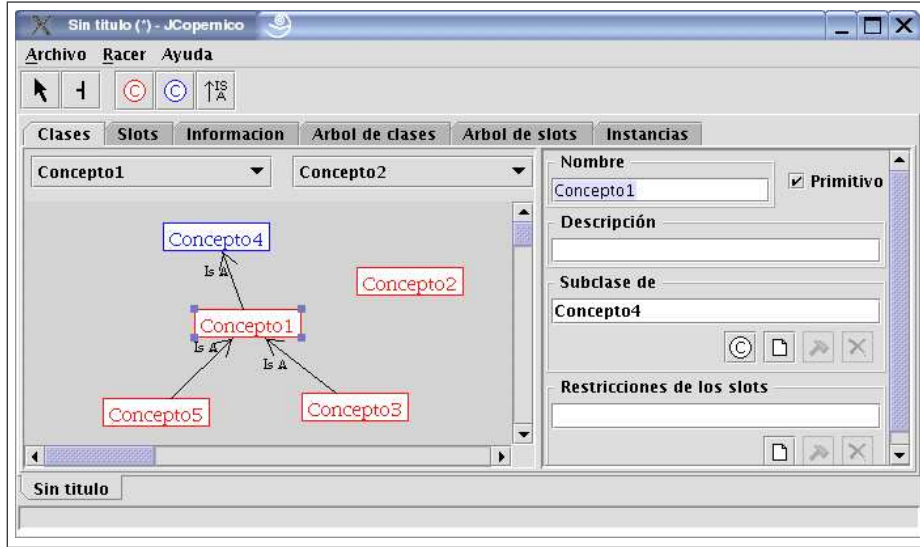 Sin titulo (*) - JCopernico
Archivo Racer Ayuda
C C IS A
Clases Slots Informacion Arbol de clases Arbol de slots Instancias
Concepto1 Concepto2
Nombre
Concepto1
Primitivo
Descripción
Subclase de
Concepto4
C
Restricciones de los slots
Concepto4
Is A
Concepto2
Concepto1
Is A
Is A
Concepto5
Concepto3
Sin titulo